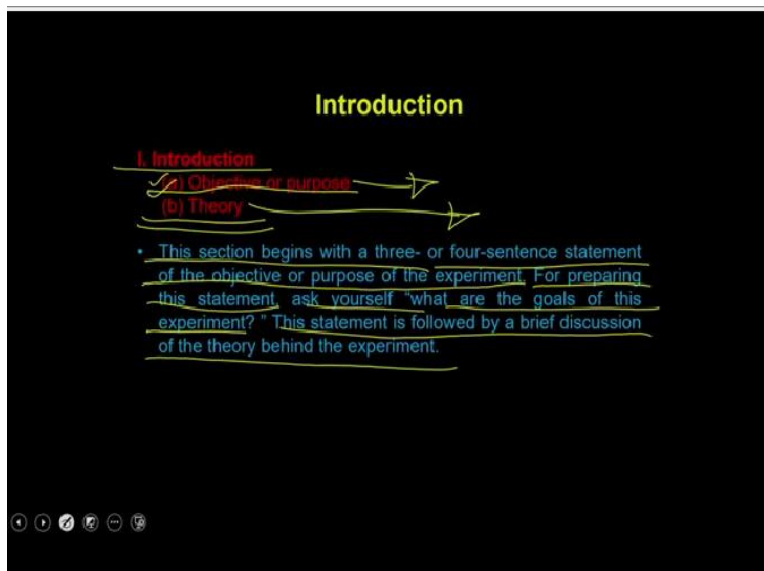 Introduction
I. Introduction
(a) Objective or purpose
(b) Theory
• This section begins with a three- or four-sentence statement
of the objective or purpose of the experiment. For preparing
this statement, ask yourself "what are the goals of this
experiment? " This statement is followed by a brief discussion
of the theory behind the experiment.